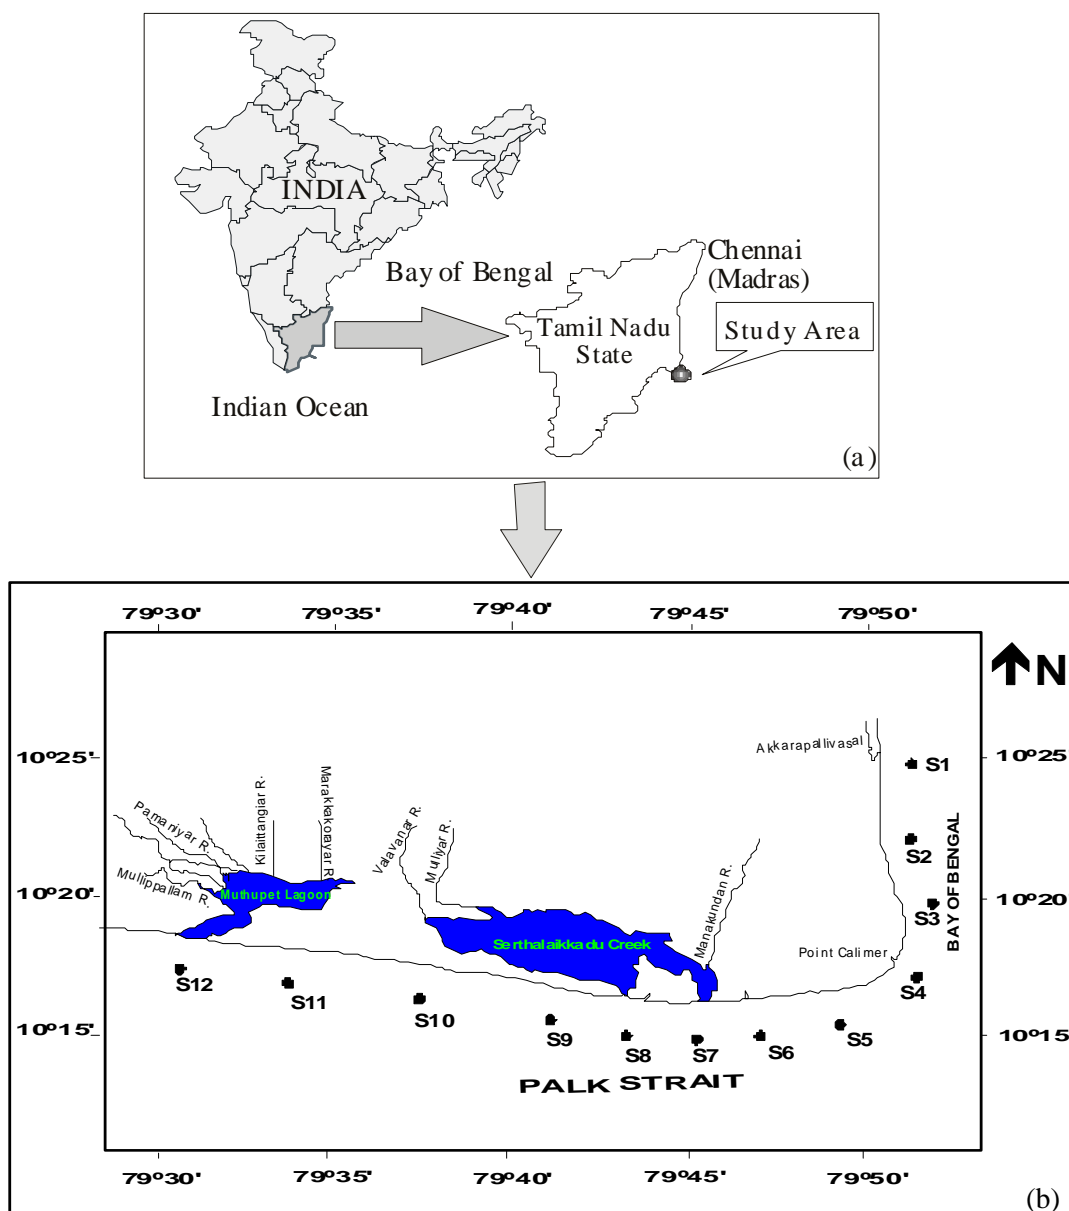 INDIA
Bay of Bengal
Chennai
(Madras)
Tamil Nadu
State
Study Area
Indian Ocean
(a)
79º30' 79º35' 79º40' 79º45' 79º50'
N
10º25' 10º25'
Akkarapallivasal
S1
Pamaniyar R.
Kilaittangiar R.
Marakkakorayar R.
Valavanar R.
Mulliyar R.
S2
Mullippallam R.
Muthupet Lagoon
Manakundan R.
BAY OF BENGAL
10º20' 10º20'
S3
Serthalaikkadu Creek
Point Calimer
S4
S12
S11
S10
S9
S8
S7
S6
S5
10º15' 10º15'
PALK STRAIT
79º30' 79º35' 79º40' 79º45' 79º50'
(b)